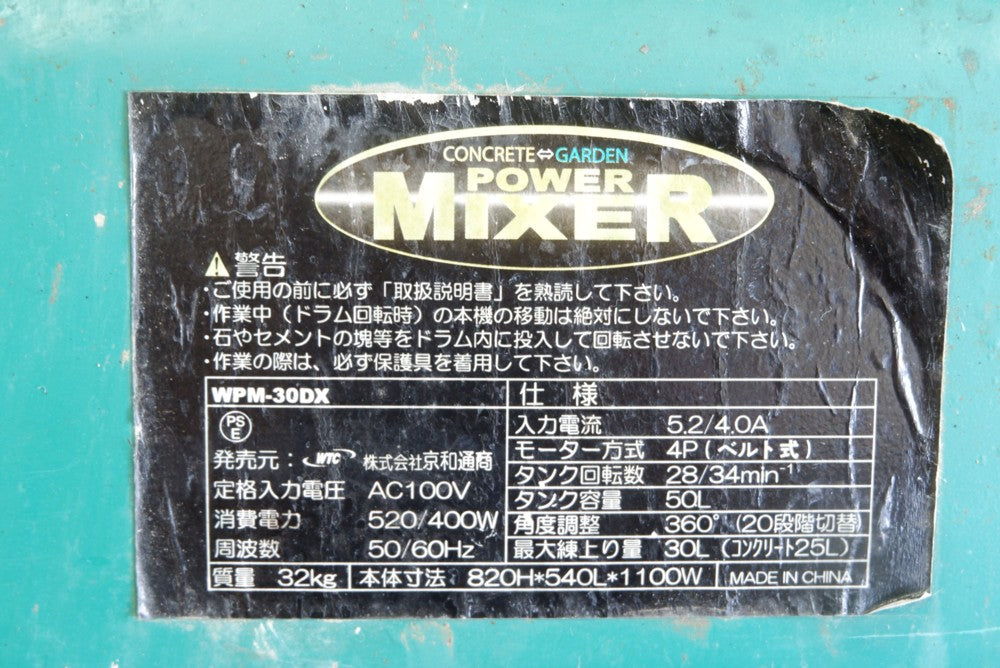 CONCRETE⇔GARDEN
POWER
MIXER
⚠警告
・ご使用の前に必ず「取扱説明書」を熟読して下さい。
・作業中（ドラム回転時）の本機の移動は絶対にしないで下さい。
・石やセメントの塊等をドラム内に投入して回転させないで下さい。
・作業の際は、必ず保護具を着用して下さい。
WPM-30DX
PS
E
発売元：WTC 株式会社京和通商
定格入力電圧 AC100V
消費電力 520/400W
周波数 50/60Hz
仕 様
入力電流 5.2/4.0A
モーター方式 4P（ベルト式）
タンク回転数 28/34min⁻¹
タンク容量 50L
角度調整 360°（20段階切替）
最大練上り量 30L（コンクリート25L）
質量 32kg 本体寸法 820H*540L*1100W MADE IN CHINA